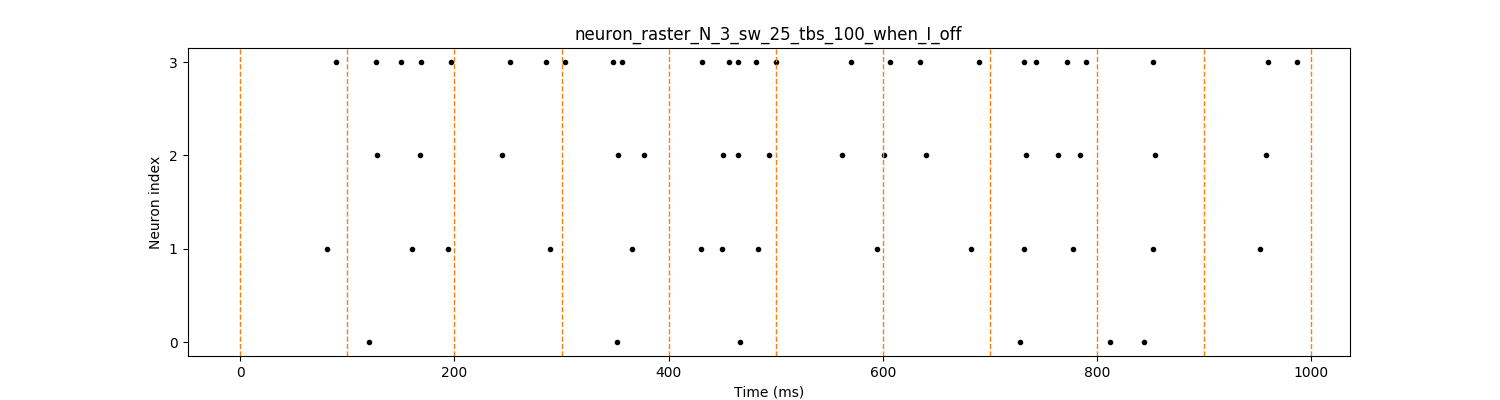 neuron_raster_N_3_sw_25_tbs_100_when_I_off
Neuron index
3
2
1
0
0 200 400 600 800 1000
Time (ms)